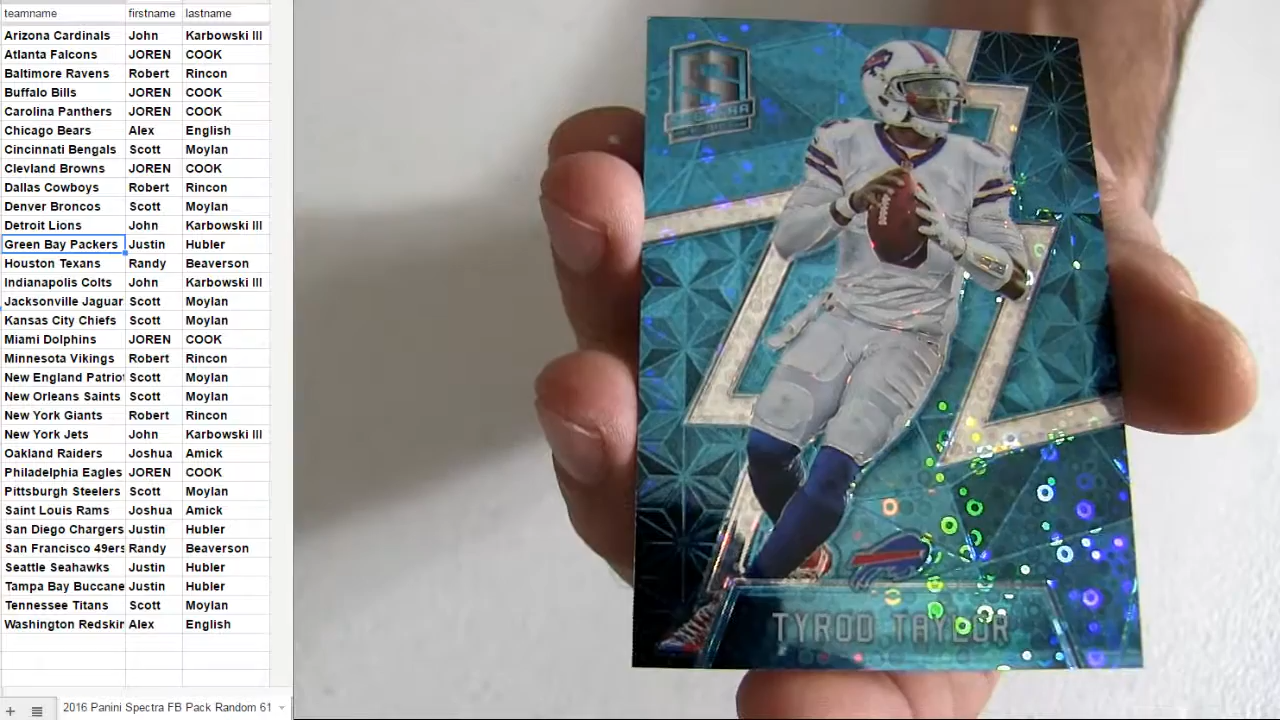 teamname firstname lastname
Arizona Cardinals John Karbowski III
Atlanta Falcons JOREN COOK
Baltimore Ravens Robert Rincon
Buffalo Bills JOREN COOK
Carolina Panthers JOREN COOK
Chicago Bears Alex English
Cincinnati Bengals Scott Moylan
Clevland Browns JOREN COOK
Dallas Cowboys Robert Rincon
Denver Broncos Scott Moylan
Detroit Lions John Karbowski III
Green Bay Packers Justin Hubler
Houston Texans Randy Beaverson
Indianapolis Colts John Karbowski III
Jacksonville Jaguar Scott Moylan
Kansas City Chiefs Scott Moylan
Miami Dolphins JOREN COOK
Minnesota Vikings Robert Rincon
New England Patriot Scott Moylan
New Orleans Saints Scott Moylan
New York Giants Robert Rincon
New York Jets John Karbowski III
Oakland Raiders Joshua Amick
Philadelphia Eagles JOREN COOK
Pittsburgh Steelers Scott Moylan
Saint Louis Rams Joshua Amick
San Diego Chargers Justin Hubler
San Francisco 49ers Randy Beaverson
Seattle Seahawks Justin Hubler
Tampa Bay Buccane Justin Hubler
Tennessee Titans Scott Moylan
Washington Redskin Alex English
2016 Panini Spectra FB Pack Random 61
S
SPECTRA
TYROD TAYLOR